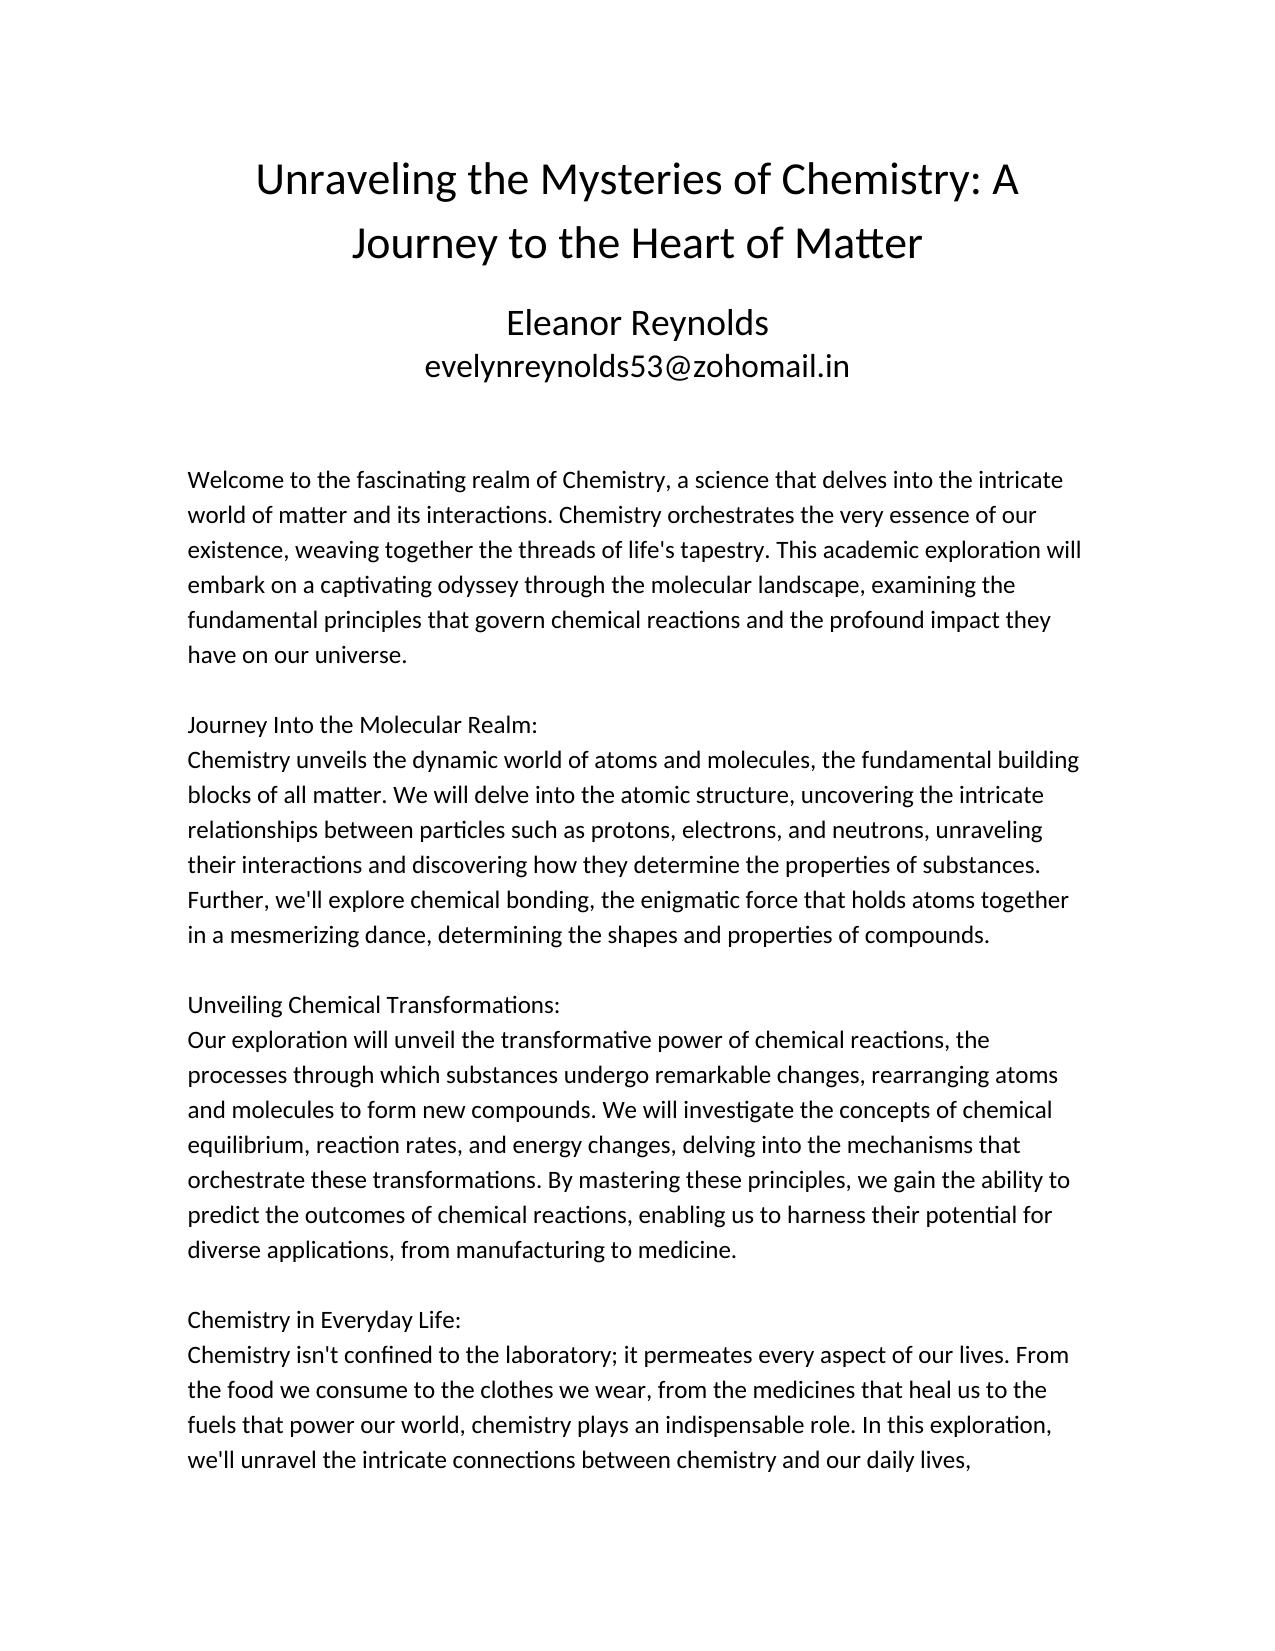 Unraveling the Mysteries of Chemistry: A
Journey to the Heart of Matter
Eleanor Reynolds
evelynreynolds53@zohomail.in
Welcome to the fascinating realm of Chemistry, a science that delves into the intricate
world of matter and its interactions. Chemistry orchestrates the very essence of our
existence, weaving together the threads of life's tapestry. This academic exploration will
embark on a captivating odyssey through the molecular landscape, examining the
fundamental principles that govern chemical reactions and the profound impact they
have on our universe.
Journey Into the Molecular Realm:
Chemistry unveils the dynamic world of atoms and molecules, the fundamental building
blocks of all matter. We will delve into the atomic structure, uncovering the intricate
relationships between particles such as protons, electrons, and neutrons, unraveling
their interactions and discovering how they determine the properties of substances.
Further, we'll explore chemical bonding, the enigmatic force that holds atoms together
in a mesmerizing dance, determining the shapes and properties of compounds.
Unveiling Chemical Transformations:
Our exploration will unveil the transformative power of chemical reactions, the
processes through which substances undergo remarkable changes, rearranging atoms
and molecules to form new compounds. We will investigate the concepts of chemical
equilibrium, reaction rates, and energy changes, delving into the mechanisms that
orchestrate these transformations. By mastering these principles, we gain the ability to
predict the outcomes of chemical reactions, enabling us to harness their potential for
diverse applications, from manufacturing to medicine.
Chemistry in Everyday Life:
Chemistry isn't confined to the laboratory; it permeates every aspect of our lives. From
the food we consume to the clothes we wear, from the medicines that heal us to the
fuels that power our world, chemistry plays an indispensable role. In this exploration,
we'll unravel the intricate connections between chemistry and our daily lives,